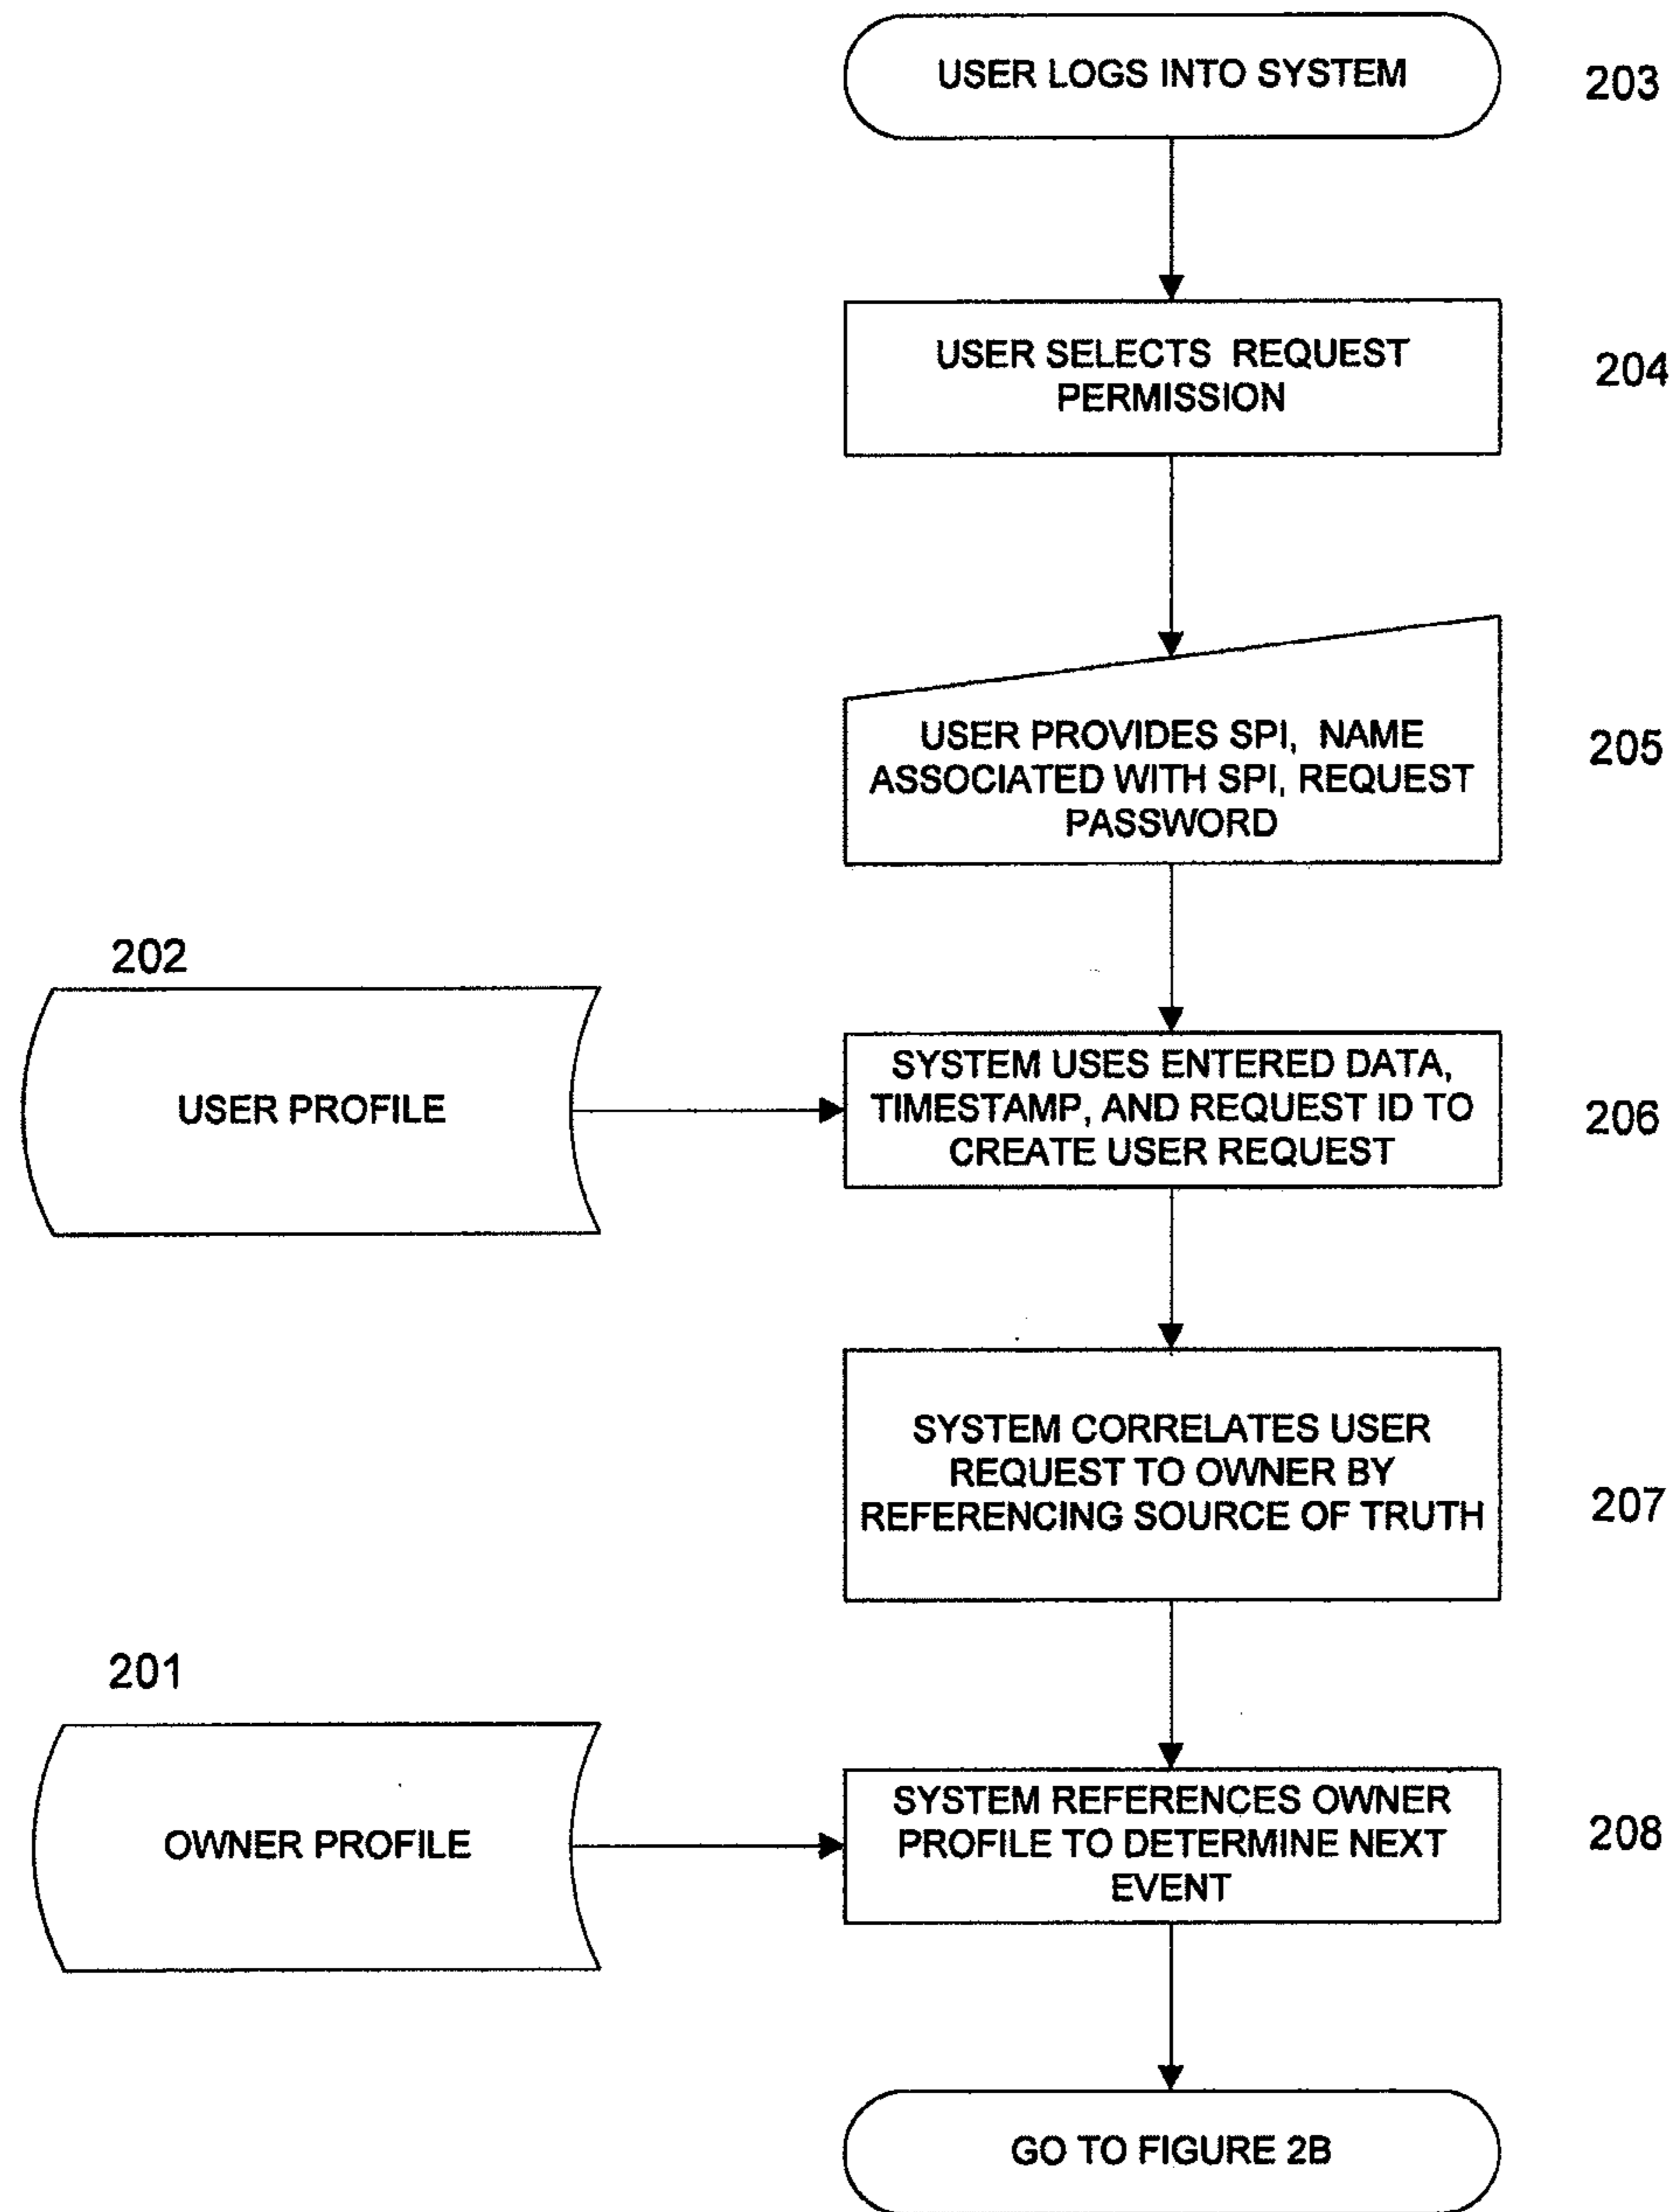 USER LOGS INTO SYSTEM
203
USER SELECTS REQUEST
PERMISSION
204
USER PROVIDES SPI, NAME
ASSOCIATED WITH SPI, REQUEST
PASSWORD
205
202
USER PROFILE
SYSTEM USES ENTERED DATA,
TIMESTAMP, AND REQUEST ID TO
CREATE USER REQUEST
206
SYSTEM CORRELATES USER
REQUEST TO OWNER BY
REFERENCING SOURCE OF TRUTH
207
201
OWNER PROFILE
SYSTEM REFERENCES OWNER
PROFILE TO DETERMINE NEXT
EVENT
208
GO TO FIGURE 2B